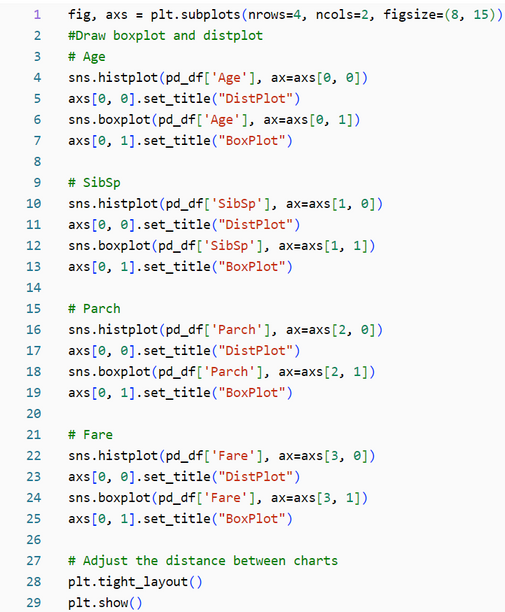 1 fig, axs = plt.subplots(nrows=4, ncols=2, figsize=(8, 15))
2 #Draw boxplot and distplot
3 # Age
4 sns.histplot(pd_df['Age'], ax=axs[0, 0])
5 axs[0, 0].set_title("DistPlot")
6 sns.boxplot(pd_df['Age'], ax=axs[0, 1])
7 axs[0, 1].set_title("BoxPlot")
8
9 # SibSp
10 sns.histplot(pd_df['SibSp'], ax=axs[1, 0])
11 axs[0, 0].set_title("DistPlot")
12 sns.boxplot(pd_df['SibSp'], ax=axs[1, 1])
13 axs[0, 1].set_title("BoxPlot")
14
15 # Parch
16 sns.histplot(pd_df['Parch'], ax=axs[2, 0])
17 axs[0, 0].set_title("DistPlot")
18 sns.boxplot(pd_df['Parch'], ax=axs[2, 1])
19 axs[0, 1].set_title("BoxPlot")
20
21 # Fare
22 sns.histplot(pd_df['Fare'], ax=axs[3, 0])
23 axs[0, 0].set_title("DistPlot")
24 sns.boxplot(pd_df['Fare'], ax=axs[3, 1])
25 axs[0, 1].set_title("BoxPlot")
26
27 # Adjust the distance between charts
28 plt.tight_layout()
29 plt.show()